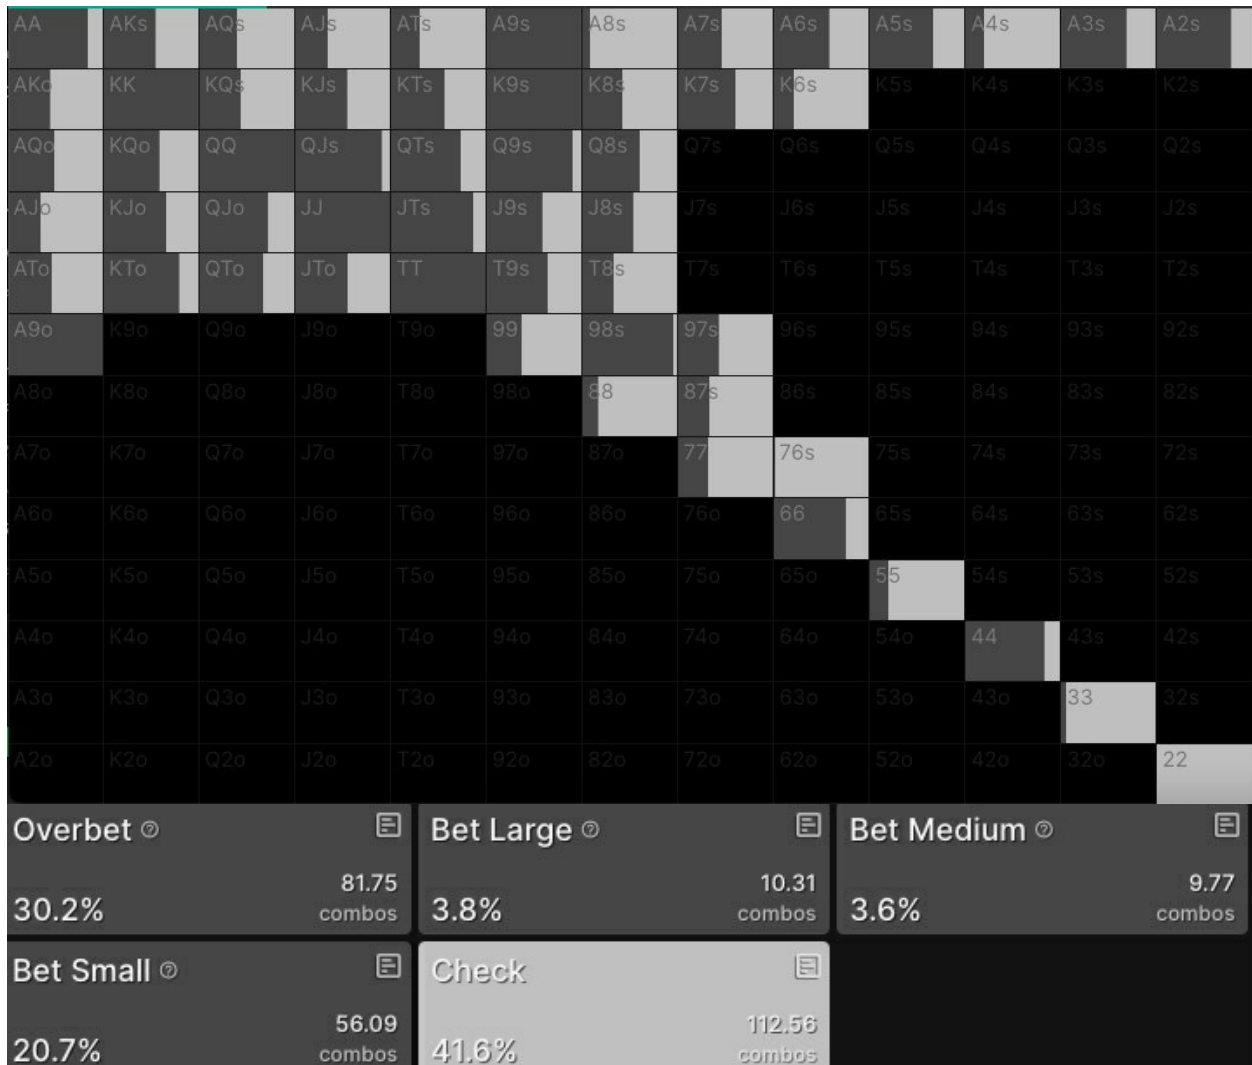 AA AKs AQs AJs ATs A9s A8s A7s A6s A5s A4s A3s A2s
AKo KK KQs KJs KTs K9s K8s K7s K6s K5s K4s K3s K2s
AQo KQo QQ QJs QTs Q9s Q8s Q7s Q6s Q5s Q4s Q3s Q2s
AJo KJo QJo JJ JTs J9s J8s J7s J6s J5s J4s J3s J2s
ATo KTo QTo JTo TT T9s T8s T7s T6s T5s T4s T3s T2s
A9o K9o Q9o J9o T9o 99 98s 97s 96s 95s 94s 93s 92s
A8o K8o Q8o J8o T8o 98o 88 87s 86s 85s 84s 83s 82s
A7o K7o Q7o J7o T7o 97o 87o 77 76s 75s 74s 73s 72s
A6o K6o Q6o J6o T6o 96o 86o 76o 66 65s 64s 63s 62s
A5o K5o Q5o J5o T5o 95o 85o 75o 65o 55 54s 53s 52s
A4o K4o Q4o J4o T4o 94o 84o 74o 64o 54o 44 43s 42s
A3o K3o Q3o J3o T3o 93o 83o 73o 63o 53o 43o 33 32s
A2o K2o Q2o J2o T2o 92o 82o 72o 62o 52o 42o 32o 22
Overbet
81.75
30.2% combos
Bet Large
10.31
3.8% combos
Bet Medium
9.77
3.6% combos
Bet Small
56.09
20.7% combos
Check
112.56
41.6% combos